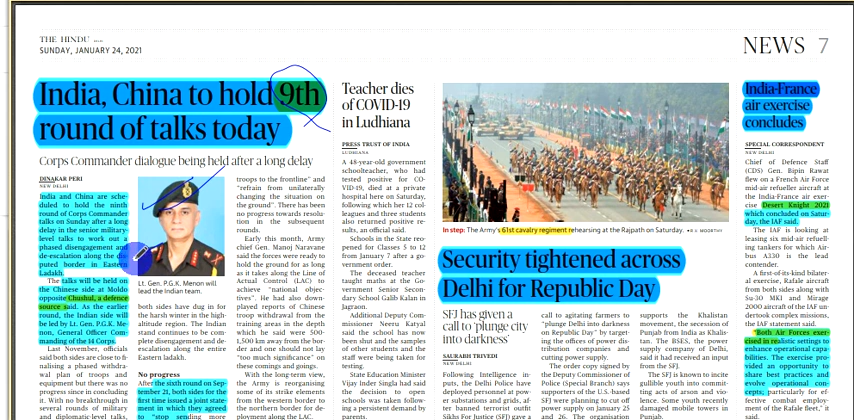 THE HINDU
SUNDAY, JANUARY 24, 2021
NEWS 7
India, China to hold 9th
round of talks today
Corps Commander dialogue being held after a long delay
DINAKAR PERI
NEW DELHI
India and China are sche-
duled to hold the ninth
round of Corps Commander
talks on Sunday after a long
delay in the senior military-
level talks to work out a
phased disengagement and
de-escalation along the dis-
puted border in Eastern
Ladakh.
The talks will be held on
the Chinese side at Moldo
opposite Chushul, a defence
source said. As the earlier
round, the Indian side will
be led by Lt. Gen. P.G.K. Me-
non, General Officer Com-
manding of the 14 Corps.
Last November, officials
said both sides are close to fi-
nalising a phased withdra-
wal plan of troops and
equipment but there was no
progress since in concluding
it. With no breakthrough in
several rounds of military
and diplomatic-level talks,
Lt. Gen. P.G.K. Menon will
lead the Indian team.
both sides have dug in for
the harsh winter in the high-
altitude region. The Indian
stand continues to be com-
plete disengagement and de-
escalation along the entire
Eastern ladakh.
No progress
After the sixth round on Sep-
tember 21, both sides for the
first time issued a joint state-
ment in which they agreed
to "stop sending more
troops to the frontline" and
"refrain from unilaterally
changing the situation on
the ground". There has been
no progress towards resolu-
tion in the subsequent
rounds.
Early this month, Army
chief Gen. Manoj Naravane
said the forces were ready to
hold the ground for as long
as it takes along the Line of
Actual Control (LAC) to
achieve "national objec-
tives". He had also down-
played reports of Chinese
troop withdrawal from the
training areas in the depth
which he said were 500-
1,500 km away from the bor-
der and one should not lay
"too much significance" on
these comings and goings.
With the long-term view,
the Army is reorganising
some of its strike elements
from the western border to
the northern border for de-
ployment along the LAC.
Teacher dies
of COVID-19
in Ludhiana
PRESS TRUST OF INDIA
LUDHIANA
A 48-year-old government
schoolteacher, who had
tested positive for CO-
VID-19, died at a private
hospital here on Saturday,
following which her 12 col-
leagues and three students
also returned positive re-
sults, an official said.
Schools in the State reo-
pened for Classes 5 to 12
from January 7 after a go-
vernment order.
The deceased teacher
taught maths at the Go-
vernment Senior Secon-
dary School Galib Kalan in
Jagraon.
Additional Deputy Com-
missioner Neeru Katyal
said the school has now
been shut and the samples
of other students and the
staff were being taken for
testing.
State Education Minister
Vijay Inder Singla had said
the decision to open
schools was taken follow-
ing a persistent demand by
parents.
In step: The Army's 61st cavalry regiment rehearsing at the Rajpath on Saturday.
Security tightened across
Delhi for Republic Day
SFJ has given a
call to 'plunge city
into darkness'
SAURABH TRIVEDI
NEW DELHI
Following Intelligence in-
puts, the Delhi Police have
deployed personnel at pow-
er substations and grids, af-
ter banned terrorist outfit
Sikhs For Justice (SFJ) gave a
call to agitating farmers to
"plunge Delhi into darkness
on Republic Day" by target-
ing the offices of power dis-
tribution companies and
cutting power supply.
The order copy signed by
the Deputy Commissioner of
Police (Special Branch) says
supporters of the U.S.-based
SFJ were planning to cut off
power supply on January 25
and 26. The organisation
supports the Khalistan
movement, the secession of
Punjab from India as Khalis-
tan. The BSES, the power
supply company of Delhi,
said it had received an input
from the SFJ.
The SFJ is known to incite
gullible youth into commit-
ting acts of arson and vio-
lence. Some youth recently
damaged mobile towers in
Punjab.
India-France
air exercise
concludes
SPECIAL CORRESPONDENT
NEW DELHI
Chief of Defence Staff
(CDS) Gen. Bipin Rawat
flew on a French Air Force
mid-air refueller aircraft at
the India-France air exer-
cise Desert Knight 2021
which concluded on Satur-
day, the IAF said.
The IAF is looking at
leasing six mid-air refuell-
ing tankers for which Air-
bus A330 is the lead
contender.
A first-of-its-kind bilater-
al exercise, Rafale aircraft
from both sides along with
Su-30 MKI and Mirage
2000 aircraft of the IAF un-
dertook complex missions,
the IAF statement said.
"Both Air Forces exer-
cised in realistic settings to
enhance operational capa-
bilities. The exercise pro-
vided an opportunity to
share best practices and
evolve operational con-
cepts; particularly for ef-
fective combat employ-
ment of the Rafale fleet," it
said.